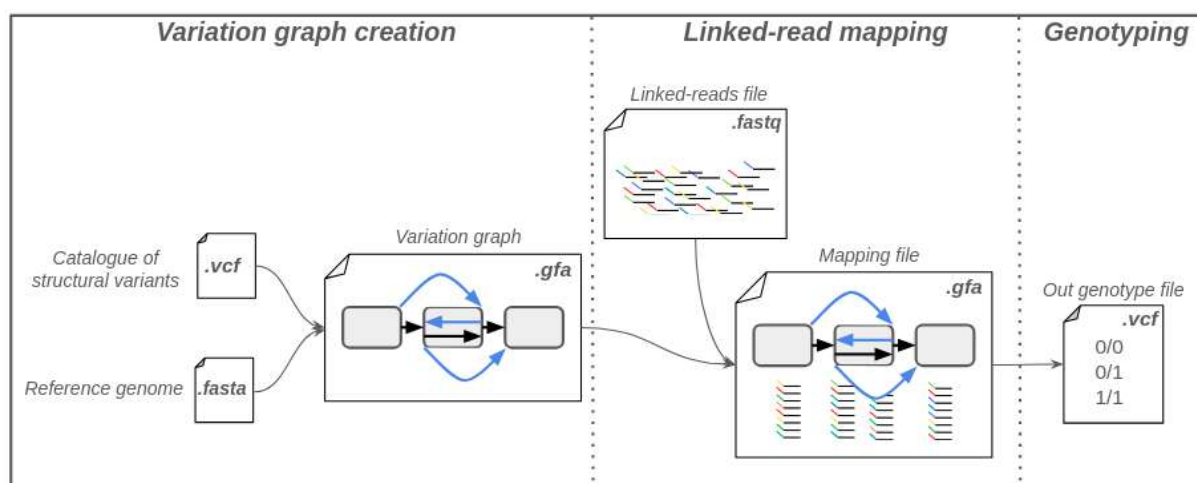 Variation graph creation
Linked-read mapping
Genotyping
Linked-reads file
.fastq
Catalogue of
structural variants
.vcf
Variation graph
.gfa
Reference genome
.fasta
Mapping file
.gfa
Out genotype file
.vcf
0/0
0/1
1/1